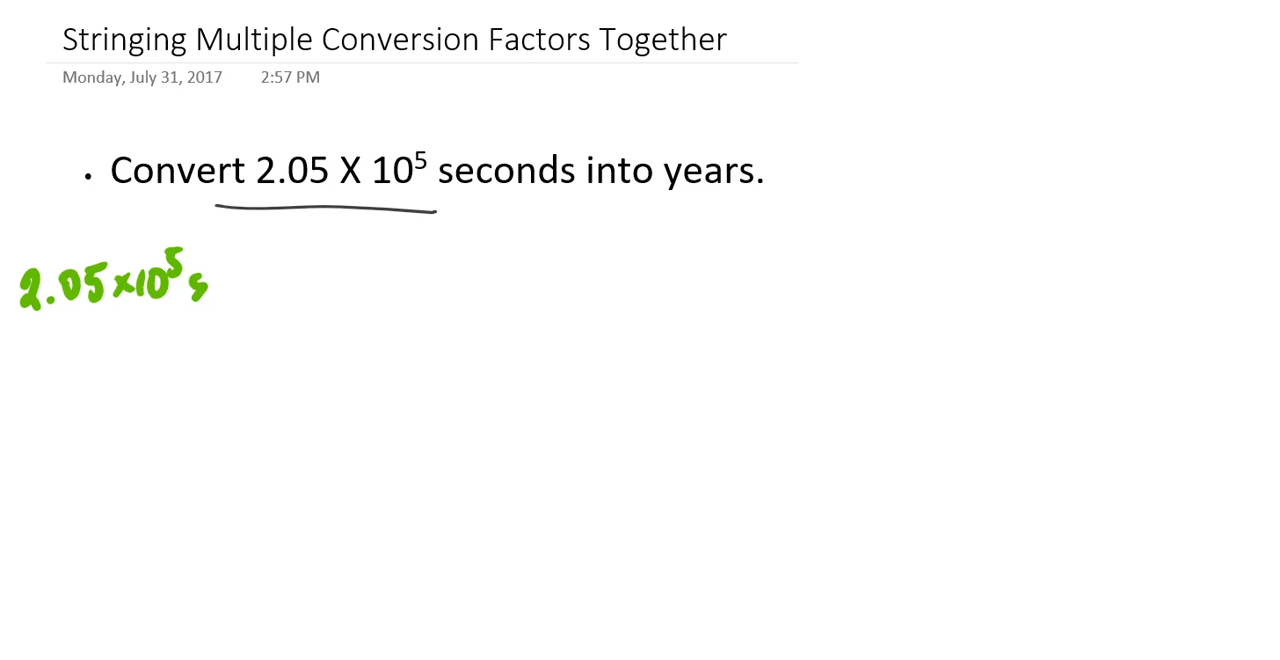 Stringing Multiple Conversion Factors Together
Monday, July 31, 2017 2:57 PM
• Convert 2.05 X 10⁵ seconds into years.
2.05 x10⁵ s